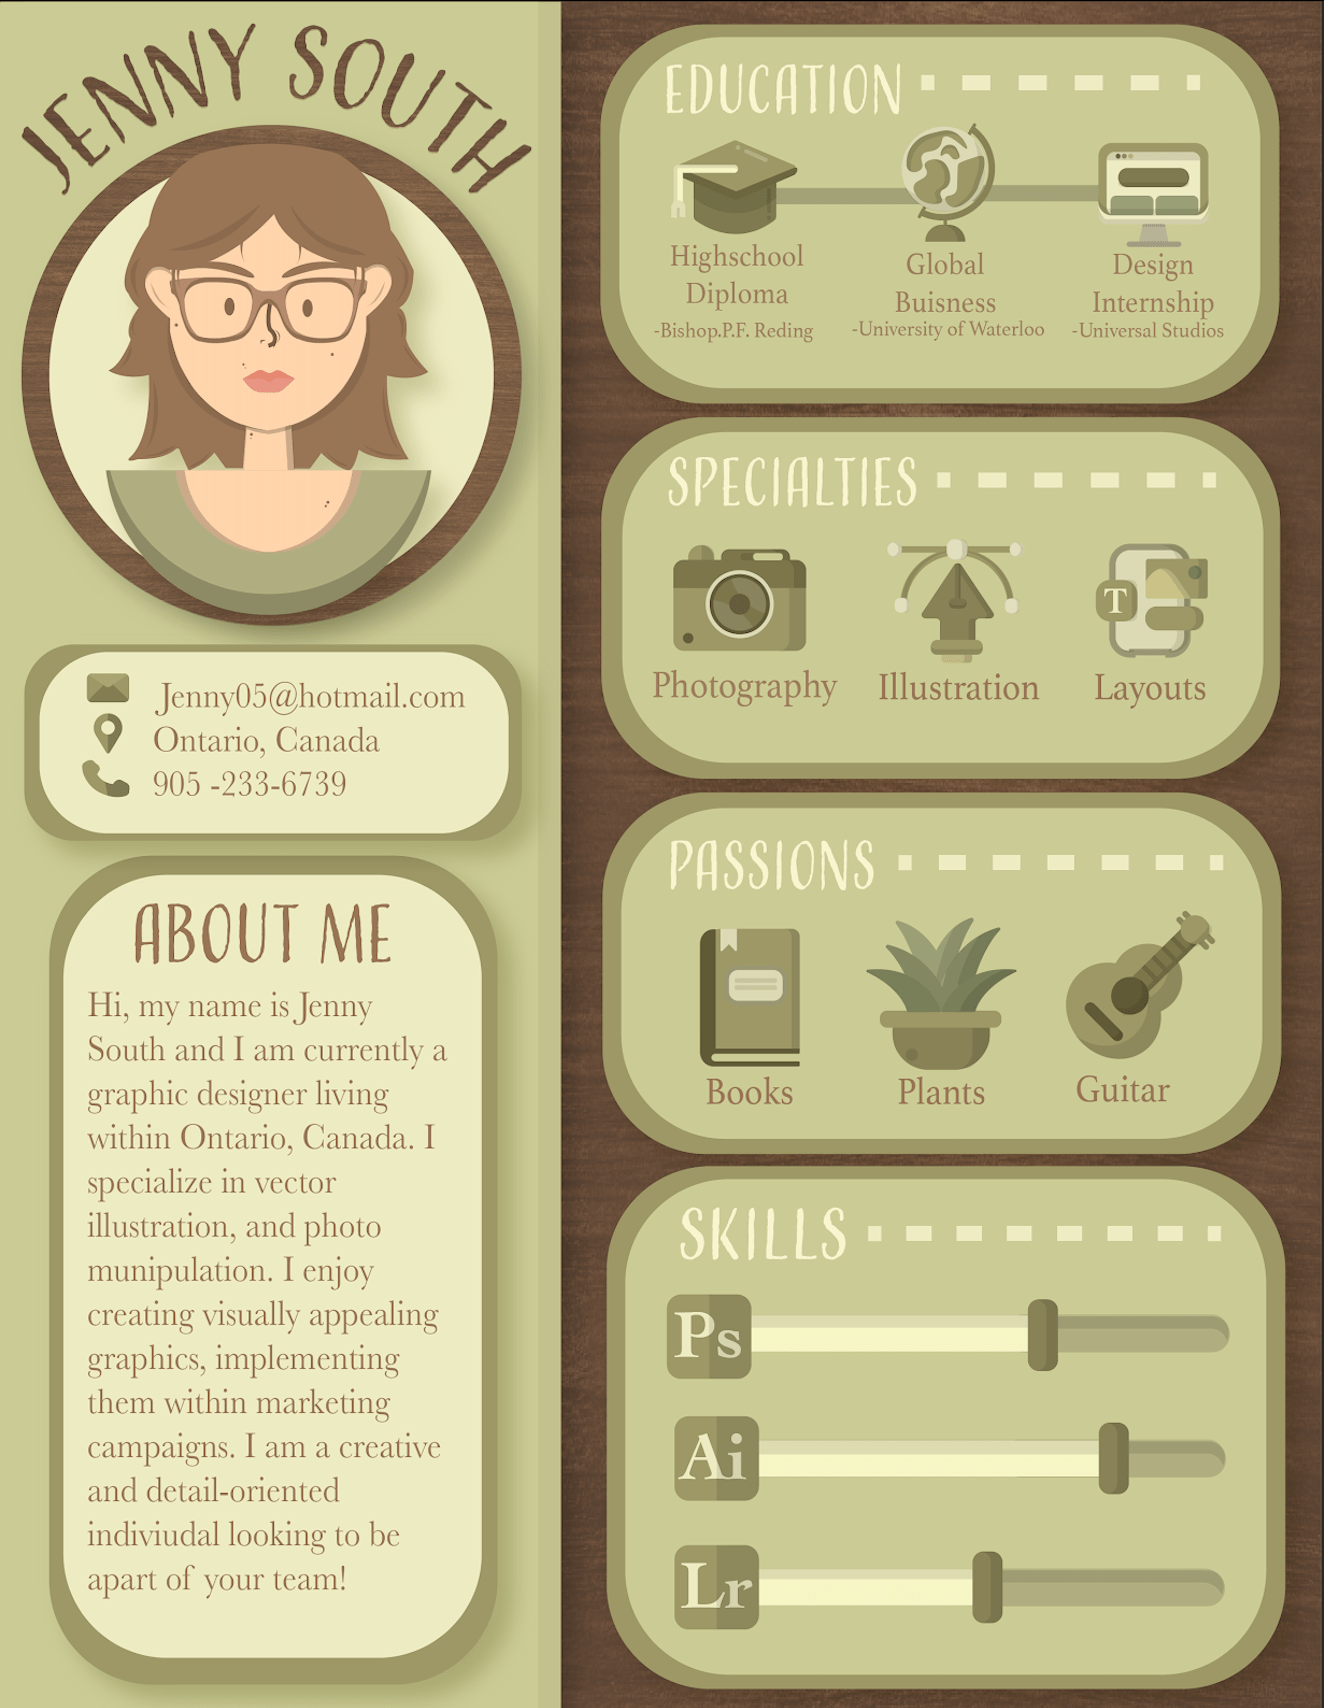 JENNY SOUTH
Jenny05@hotmail.com
Ontario, Canada
905 -233-6739
ABOUT ME
Hi, my name is Jenny
South and I am currently a
graphic designer living
within Ontario, Canada. I
specialize in vector
illustration, and photo
munipulation. I enjoy
creating visually appealing
graphics, implementing
them within marketing
campaigns. I am a creative
and detail-oriented
indiviudal looking to be
apart of your team!
EDUCATION
Highschool
Diploma
-Bishop.P.F. Reding
Global
Buisness
-University of Waterloo
Design
Internship
-Universal Studios
SPECIALTIES
T
Photography
Illustration
Layouts
PASSIONS
Books
Plants
Guitar
SKILLS
Ps
Ai
Lr